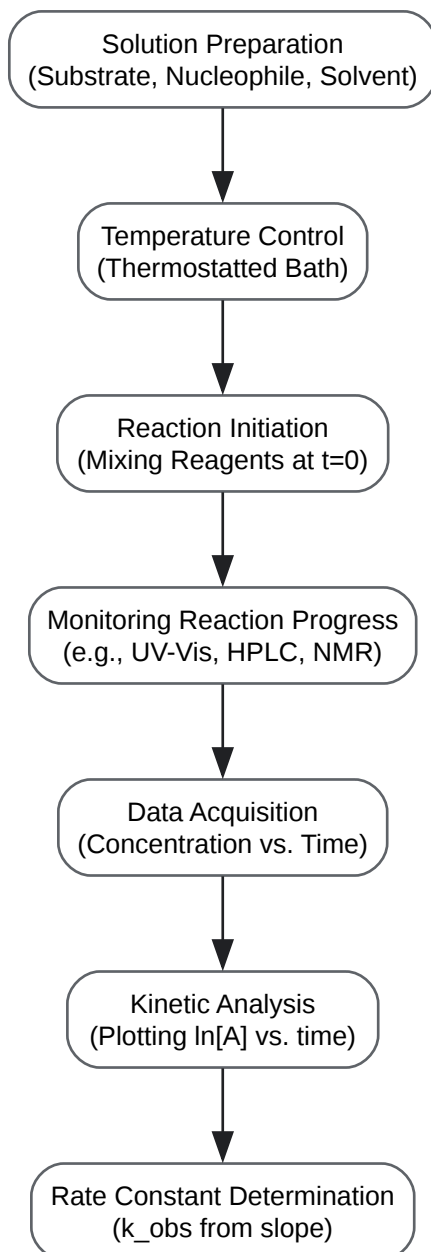 Solution Preparation
(Substrate, Nucleophile, Solvent)
Temperature Control
(Thermostatted Bath)
Reaction Initiation
(Mixing Reagents at t=0)
Monitoring Reaction Progress
(e.g., UV-Vis, HPLC, NMR)
Data Acquisition
(Concentration vs. Time)
Kinetic Analysis
(Plotting ln[A] vs. time)
Rate Constant Determination
(k_obs from slope)